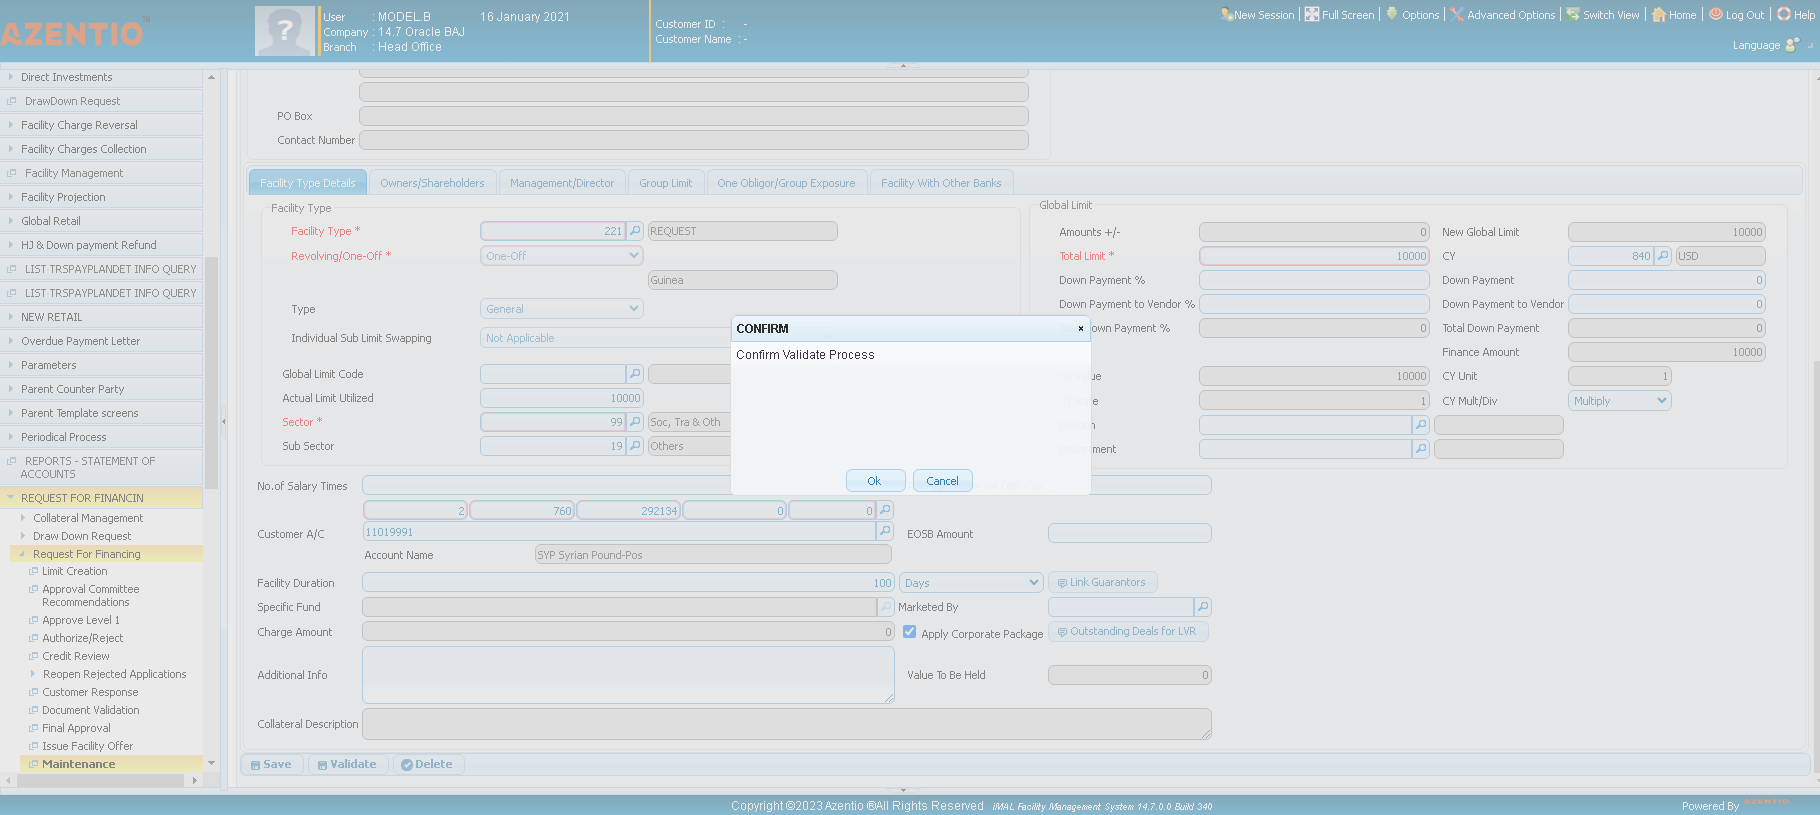 AZENTIO
User : MODEL.B 16 January 2021
Company : 14.7 Oracle BAJ
Branch : Head Office
Customer ID : -
Customer Name : -
New Session Full Screen Options Advanced Options Switch View Home Log Out Help
Language
Direct Investments
DrawDown Request
Facility Charge Reversal
Facility Charges Collection
Facility Management
Facility Projection
Global Retail
HJ & Down payment Refund
LIST TRSPAYPLANDET INFO QUERY
LIST TRSPAYPLANDET INFO QUERY
NEW RETAIL
Overdue Payment Letter
Parameters
Parent Counter Party
Parent Template screens
Periodical Process
REPORTS - STATEMENT OF
ACCOUNTS
REQUEST FOR FINANCIN
Collateral Management
Draw Down Request
Request For Financing
Limit Creation
Approval Committee
Recommendations
Approve Level 1
Authorize/Reject
Credit Review
Reopen Rejected Applications
Customer Response
Document Validation
Final Approval
Issue Facility Offer
Maintenance
PO Box
Contact Number
Facility Type Details Owners/Shareholders Management/Director Group Limit One Obligor/Group Exposure Facility With Other Banks
Facility Type
Facility Type * 221 REQUEST
Revolving/One-Off * One-Off
Guinea
Type General
Individual Sub Limit Swapping Not Applicable
Global Limit Code
Actual Limit Utilized 10000
Sector * 99 Soc, Tra & Oth
Sub Sector 19 Others
Global Limit
Amounts +/- 0 New Global Limit 10000
Total Limit * 10000 CY 840 USD
Down Payment % Down Payment 0
Down Payment to Vendor % Down Payment to Vendor 0
Down Payment % 0 Total Down Payment 0
Finance Amount 10000
10000 CY Unit 1
1 CY Mult/Div Multiply
CONFIRM ×
Confirm Validate Process
Ok Cancel
No.of Salary Times
2 760 292134 0 0
Customer A/C 11019991 EOSB Amount
Account Name SYP Syrian Pound-Pos
Facility Duration 100 Days Link Guarantors
Specific Fund Marketed By
Charge Amount 0 Apply Corporate Package Outstanding Deals for LVR
Additional Info Value To Be Held 0
Collateral Description
Save Validate Delete
Copyright ©2023 Azentio ®All Rights Reserved iMAL Facility Management System 14.7.0.0 Build 340
Powered By AZENTIO